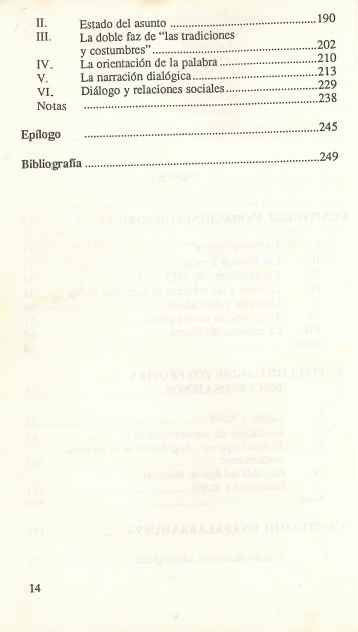 II. Estado del asunto ..................................................190
III. La doble faz de “las tradiciones
y costumbres” ..................................................202
IV. La orientación de la palabra ..............................210
V. La narración dialógica ......................................213
VI. Diálogo y relaciones sociales ............................229
Notas ......................................................................238
Epílogo ......................................................................245
Bibliografía ..................................................................249
14